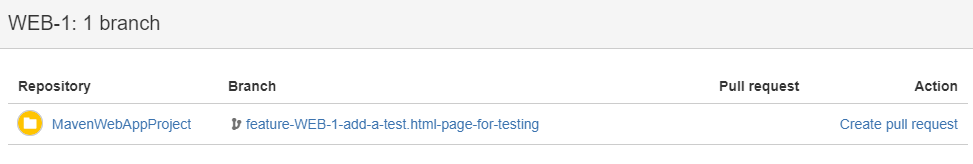 WEB-1: 1 branch
Repository Branch Pull request Action
MavenWebAppProject feature-WEB-1-add-a-test.html-page-for-testing Create pull request